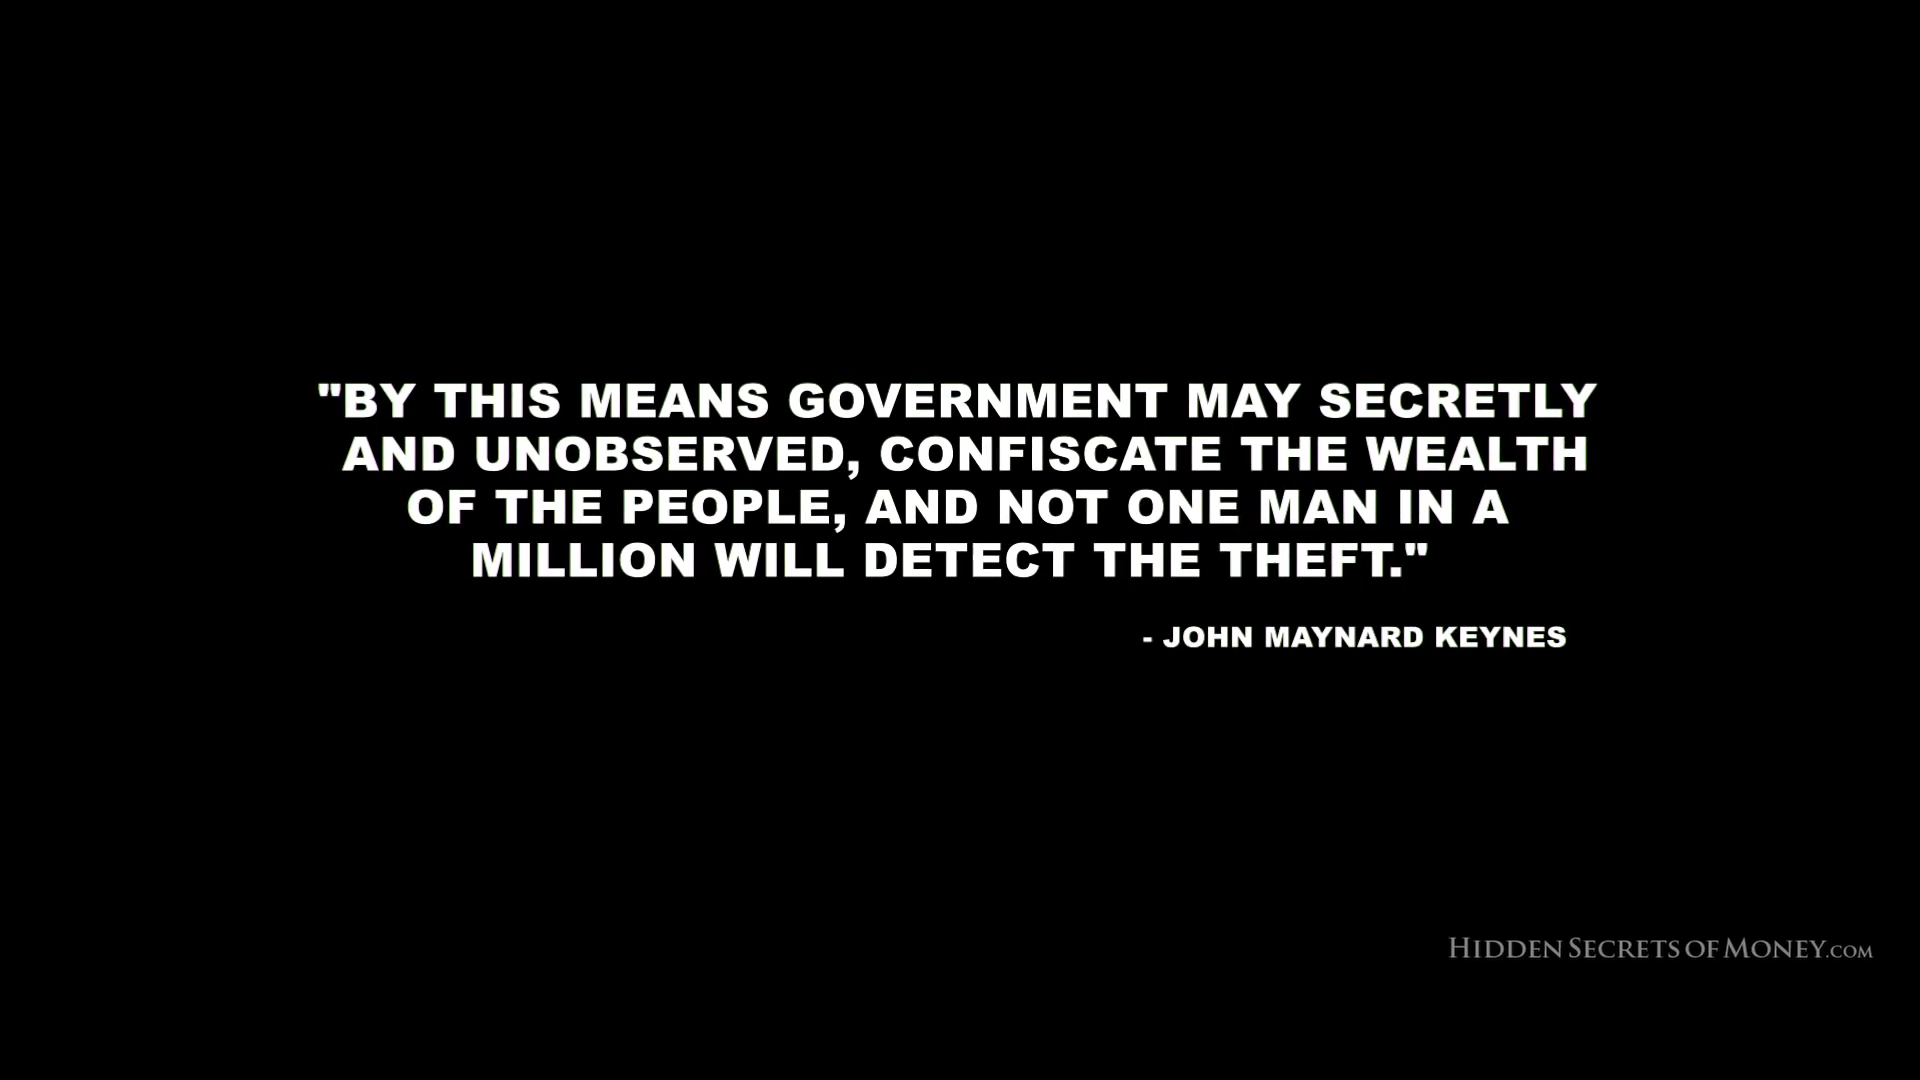 "BY THIS MEANS GOVERNMENT MAY SECRETLY
AND UNOBSERVED, CONFISCATE THE WEALTH
OF THE PEOPLE, AND NOT ONE MAN IN A
MILLION WILL DETECT THE THEFT."
- JOHN MAYNARD KEYNES
HIDDEN SECRETS OF MONEY.COM